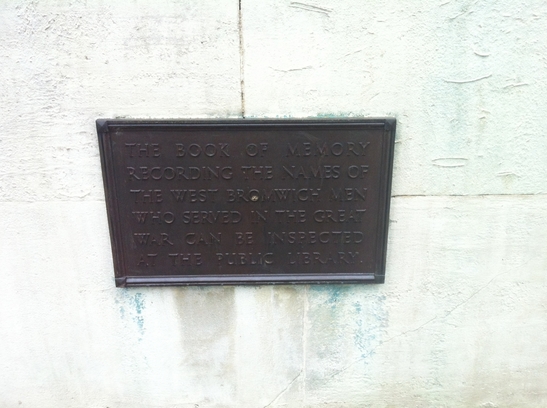 THE BOOK OF MEMORY
RECORDING THE NAMES OF
THE WEST BROMWICH MEN
WHO SERVED IN THE GREAT
WAR CAN BE INSPECTED
AT THE PUBLIC LIBRARY.